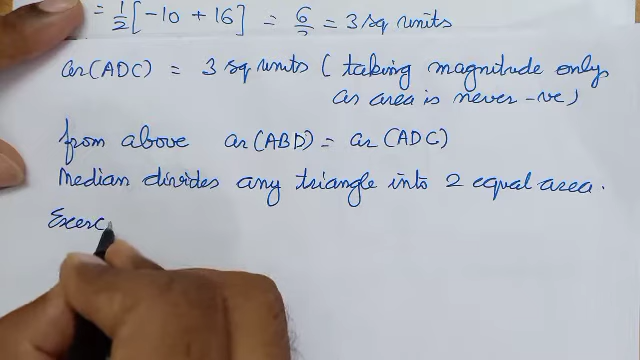 = 1/2 [-10 + 16] = 6/2 = 3 sq units
ar(ADC) = 3 sq units ( taking magnitude only
as area is never -ve)
from above ar(ABD) = ar(ADC)
Median divides any triangle into 2 equal area.
Exerc